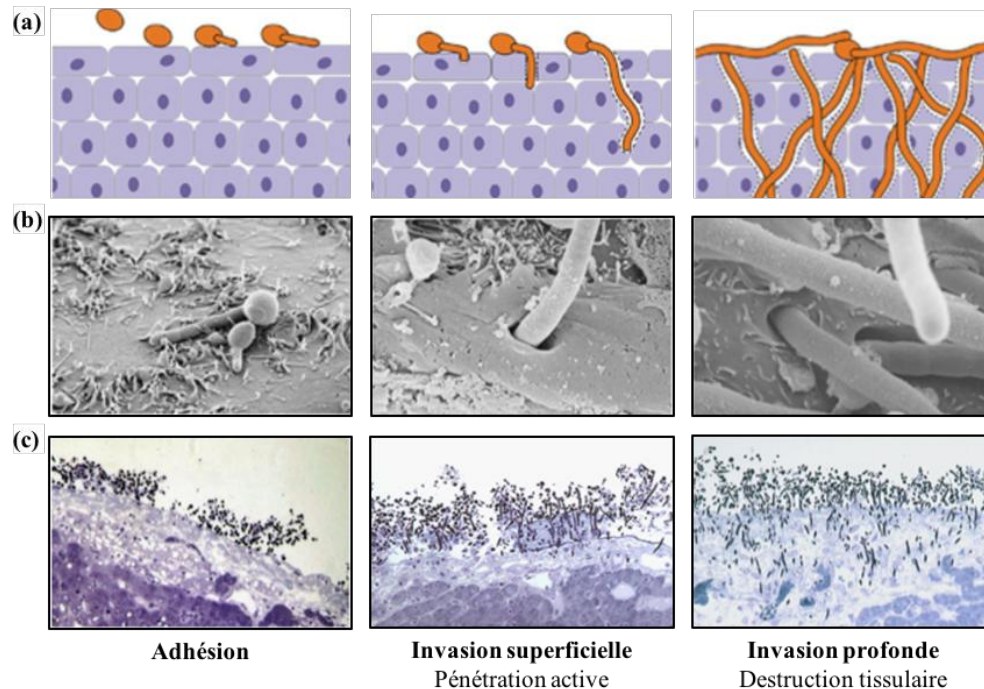 (a)
(b)
(c)
Adhésion
Invasion superficielle
Pénétration active
Invasion profonde
Destruction tissulaire